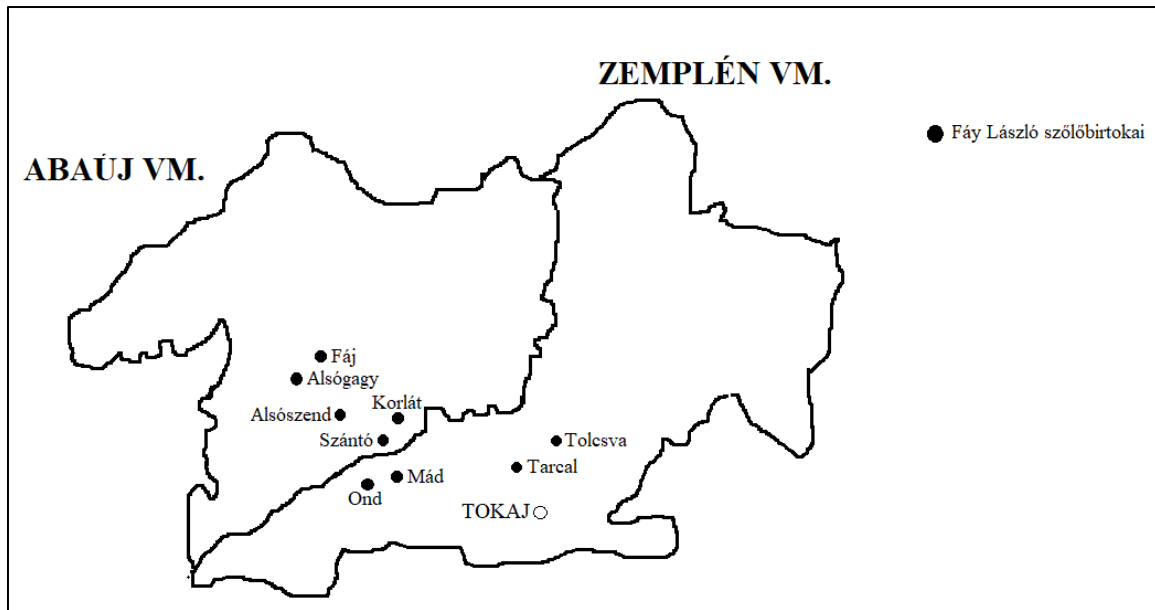 ZEMPLÉN VM.
Fáy László szőlőbirtokai
ABAÚJ VM.
Fáj
Alsógagy
Alsószend
Korlát
Szántó
Tolcsva
Tarcal
Mád
Ond
TOKAJ